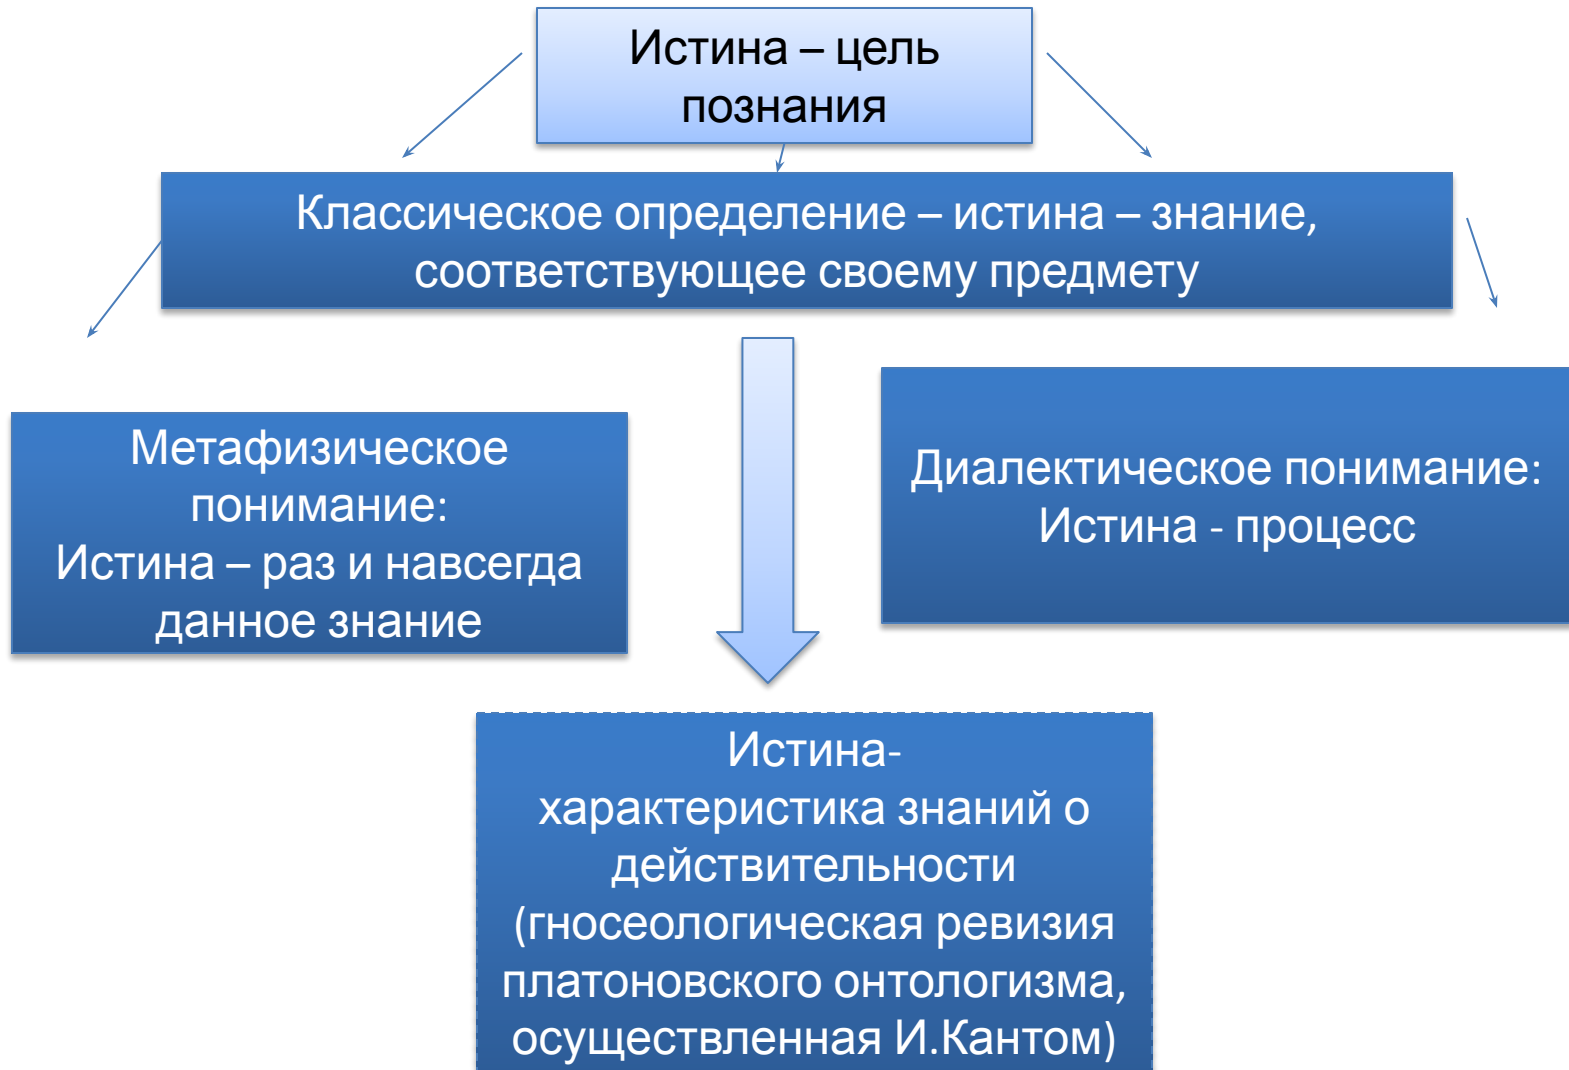 Истина – цель
познания
Классическое определение – истина – знание,
соответствующее своему предмету
Метафизическое
понимание:
Истина – раз и навсегда
данное знание
Диалектическое понимание:
Истина - процесс
Истина-
характеристика знаний о
действительности
(гносеологическая ревизия
платоновского онтологизма,
осуществленная И.Кантом)